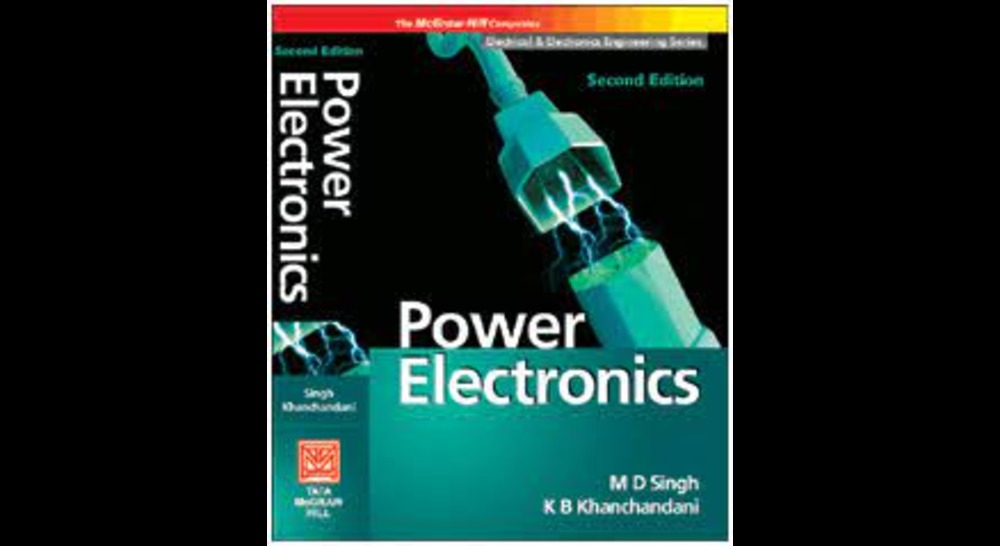 The McGraw-Hill Companies
Electrical & Electronics Engineering Series
Second Edition
Power
Electronics
M D Singh
K B Khanchandani
Second Edition
Power
Electronics
Singh
Khanchandani
TATA
McGRAW
HILL